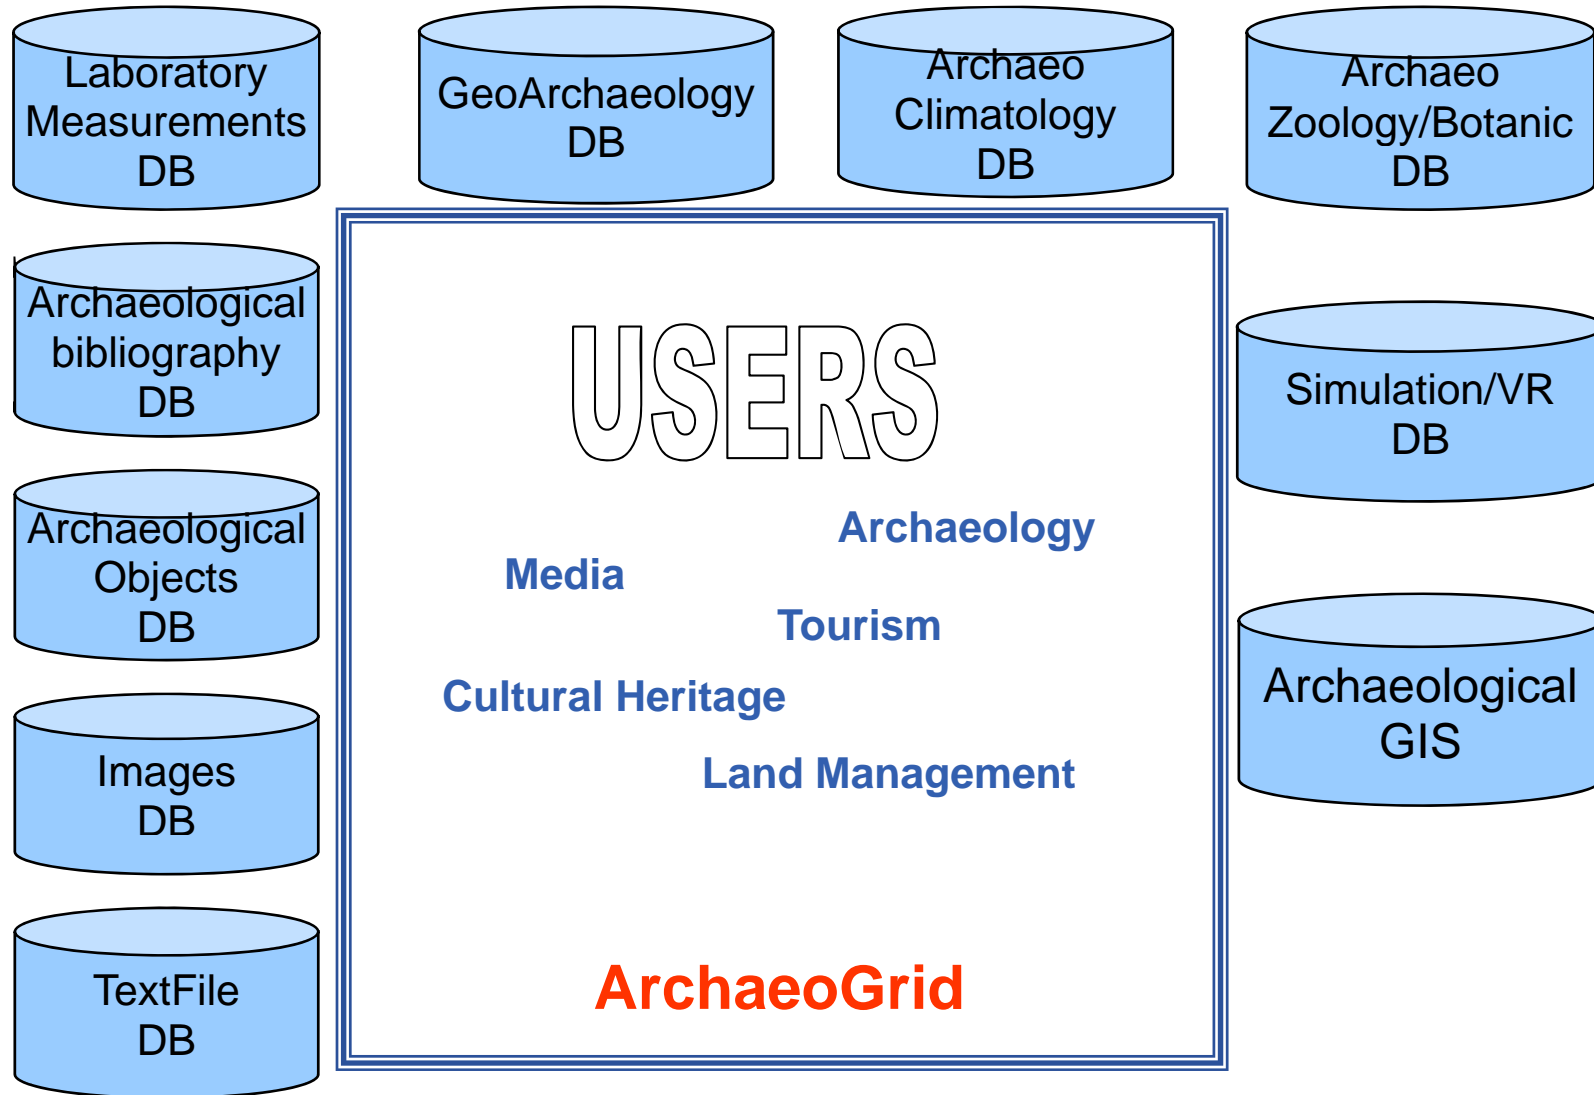 Laboratory
Measurements
DB
GeoArchaeology
DB
Archaeo
Climatology
DB
Archaeo
Zoology/Botanic
DB
Archaeological
bibliography
DB
Archaeological
Objects
DB
Images
DB
TextFile
DB
USERS
Archaeology
Media
Tourism
Cultural Heritage
Land Management
ArchaeoGrid
Simulation/VR
DB
Archaeological
GIS